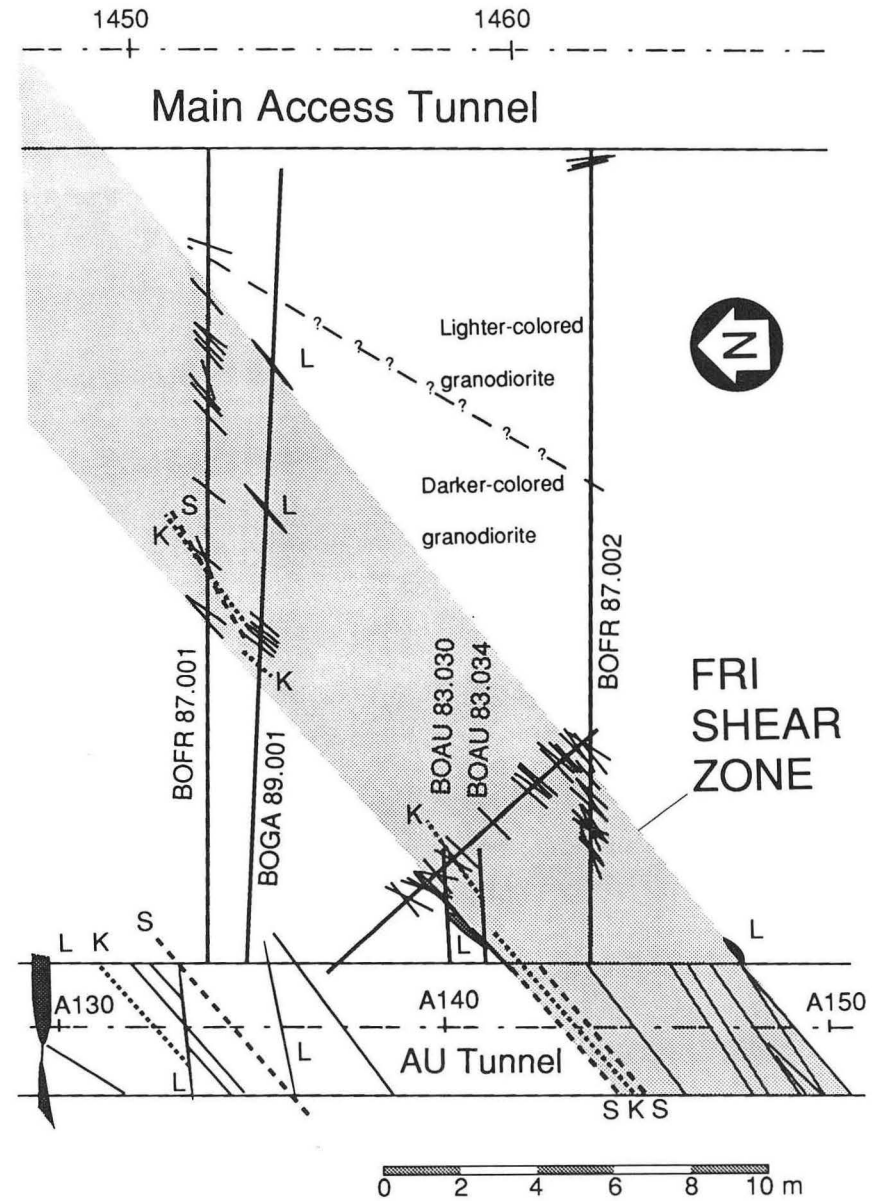 1450 1460
Main Access Tunnel
Lighter-colored
granodiorite
N
L
?
?
?
?
?
?
?
L
Darker-colored
granodiorite
S
K
K
BOFR 87.001
BOGA 89.001
BOAU 83.030
BOAU 83.034
BOFR 87.002
FRI
SHEAR
ZONE
K
L
L
L K S
A130 A140 A150
L
L
AU Tunnel
S K S
0 2 4 6 8 10 m